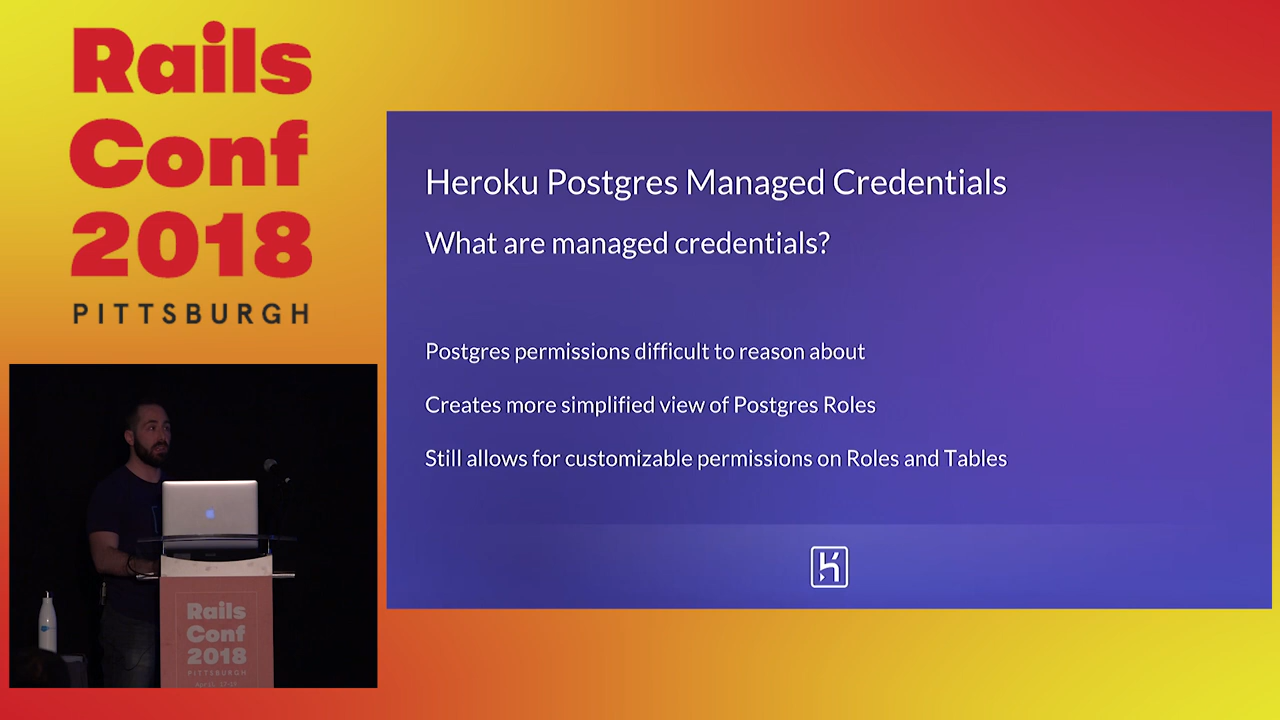 Rails
Conf
2018
PITTSBURGH
Heroku Postgres Managed Credentials
What are managed credentials?
Postgres permissions difficult to reason about
Creates more simplified view of Postgres Roles
Still allows for customizable permissions on Roles and Tables
Rails
Conf
2018
PITTSBURGH